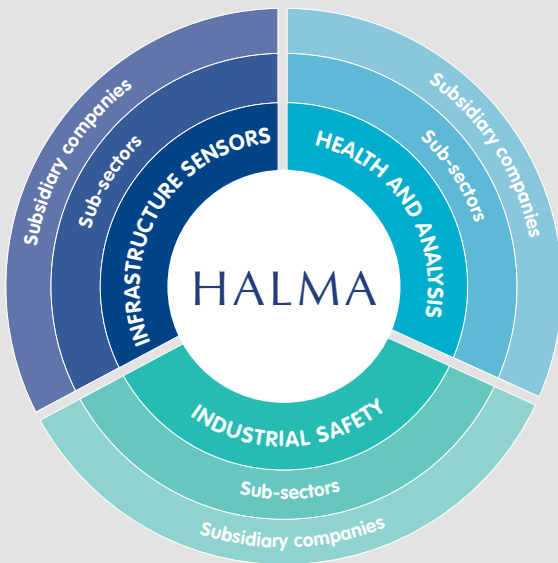 HALMA
INFRASTRUCTURE SENSORS
Sub-sectors
Subsidiary companies
HEALTH AND ANALYSIS
Sub-sectors
Subsidiary companies
INDUSTRIAL SAFETY
Sub-sectors
Subsidiary companies